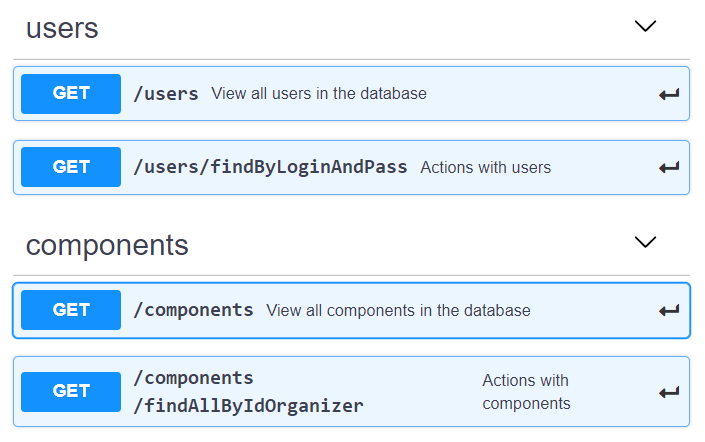 users
GET /users View all users in the database
GET /users/findByLoginAndPass Actions with users
components
GET /components View all components in the database
GET /components /findAllByIdOrganizer Actions with components